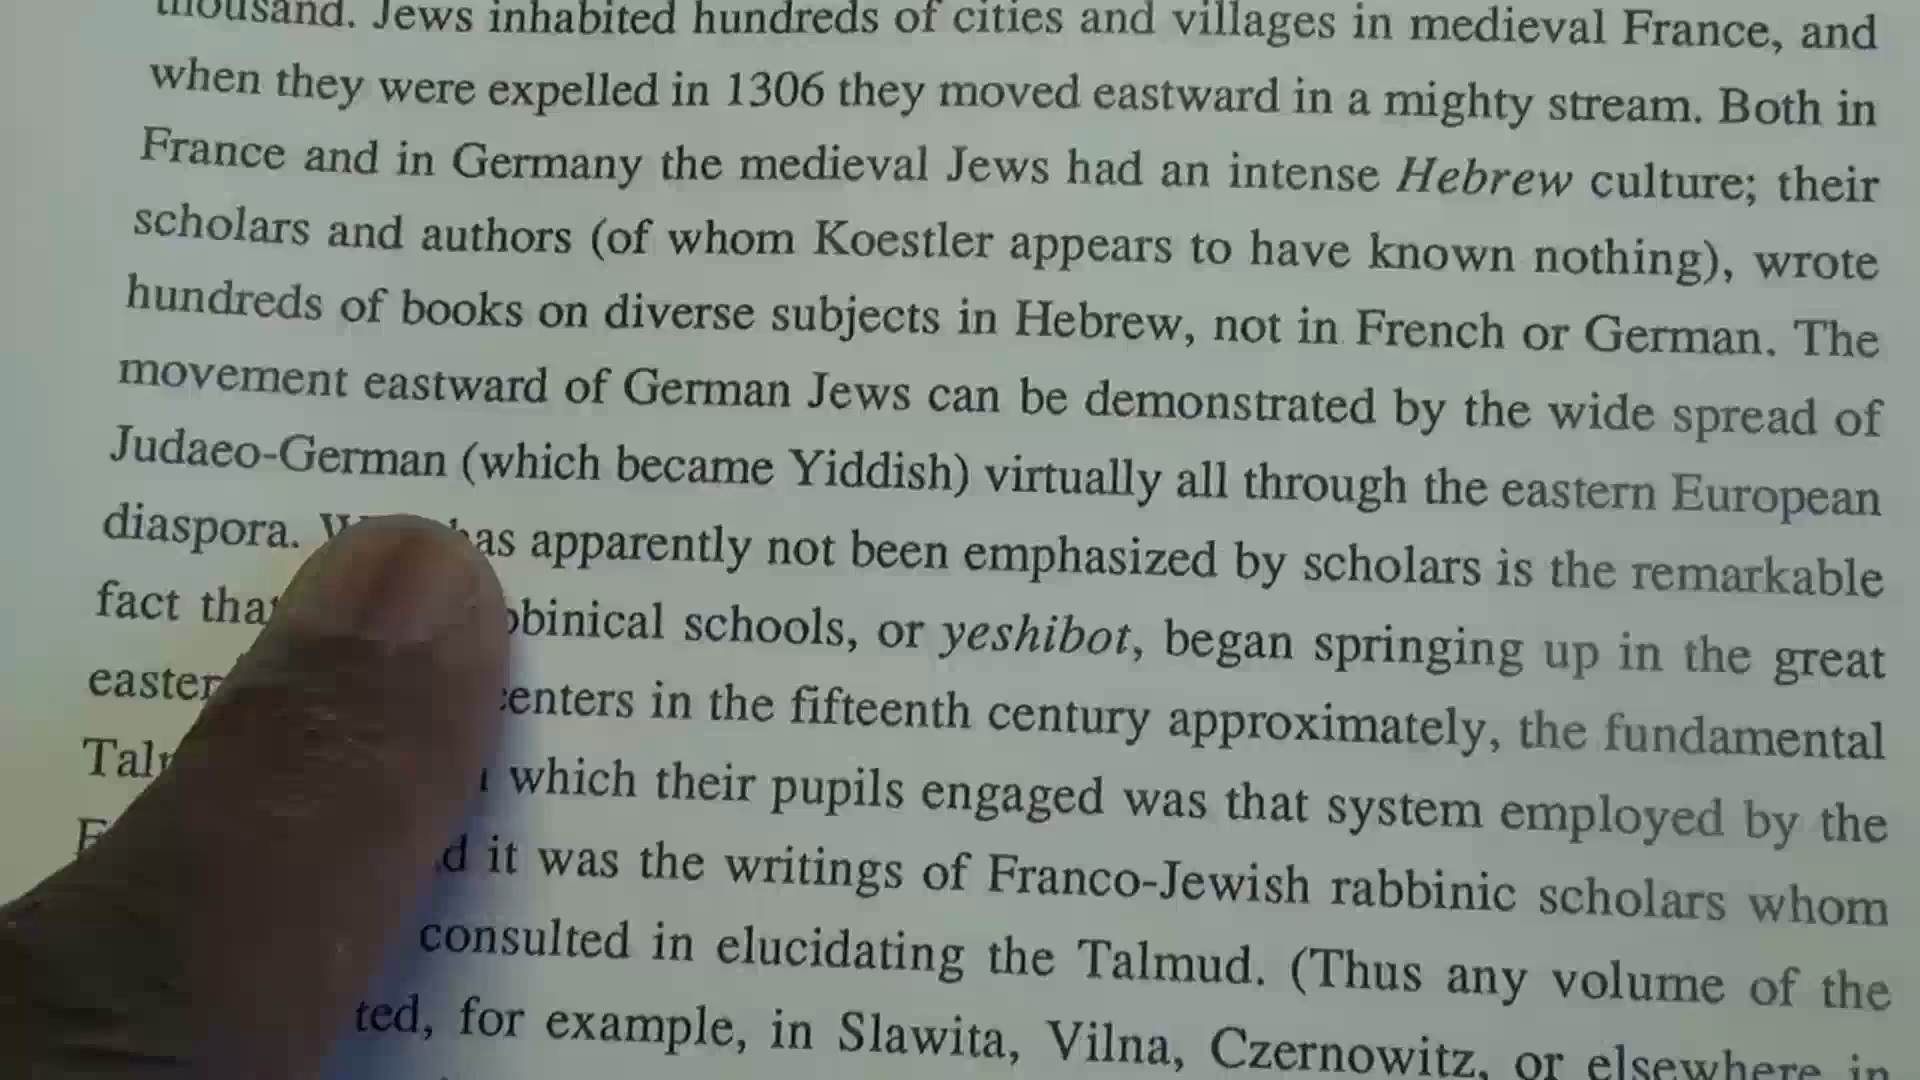 thousand. Jews inhabited hundreds of cities and villages in medieval France, and
when they were expelled in 1306 they moved eastward in a mighty stream. Both in
France and in Germany the medieval Jews had an intense Hebrew culture; their
scholars and authors (of whom Koestler appears to have known nothing), wrote
hundreds of books on diverse subjects in Hebrew, not in French or German. The
movement eastward of German Jews can be demonstrated by the wide spread of
Judaeo-German (which became Yiddish) virtually all through the eastern European
diaspora. has apparently not been emphasized by scholars is the remarkable
fact that schools, or yeshibot, began springing up in the great
centers in the fifteenth century approximately, the fundamental
which their pupils engaged was that system employed by the
it was the writings of Franco-Jewish rabbinic scholars whom
consulted in elucidating the Talmud. (Thus any volume of the
for example, in Slawita, Vilna, Czernowitz, or elsewhere in